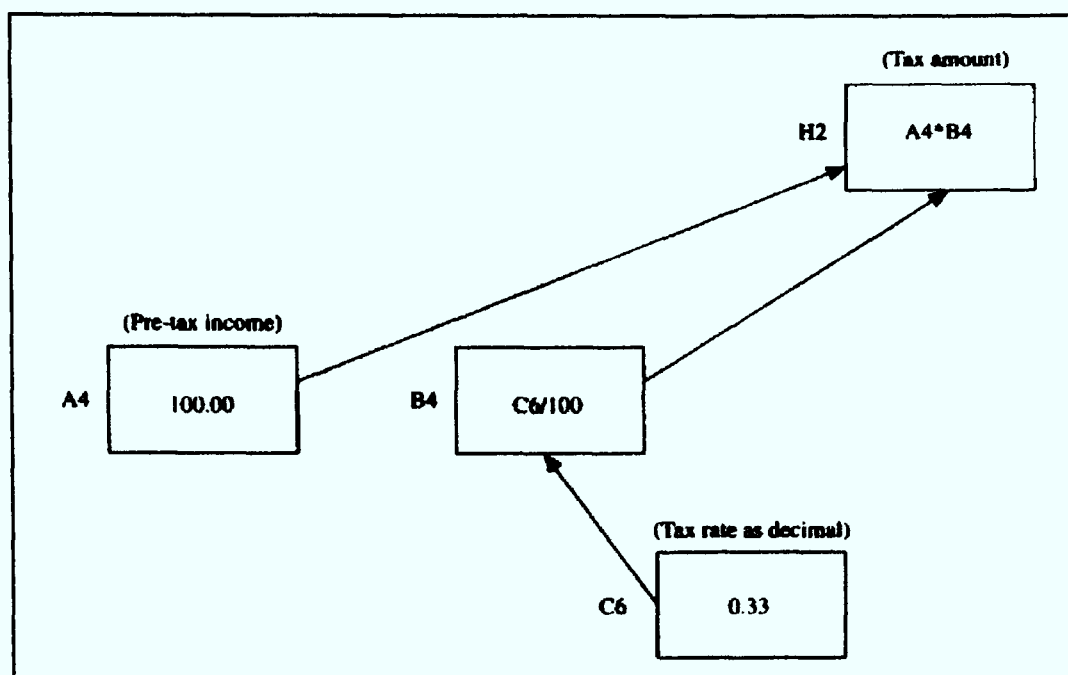 (Tax amount)
H2
A4*B4
(Pre-tax income)
A4
100.00
B4
C6/100
(Tax rate as decimal)
C6
0.33